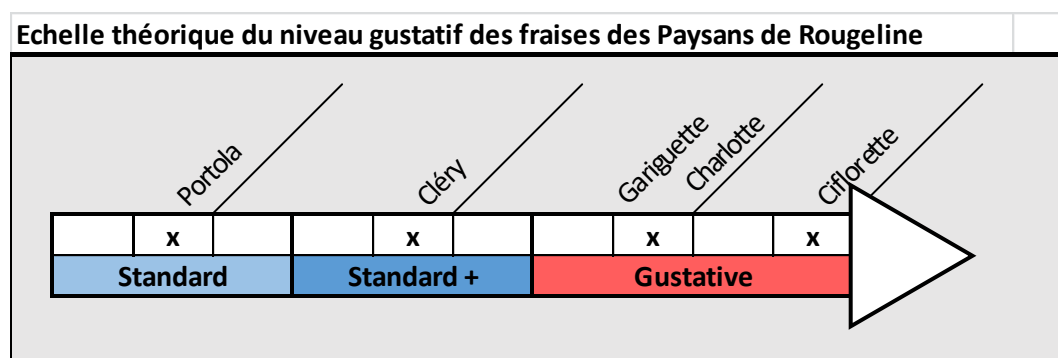 Echelle théorique du niveau gustatif des fraises des Paysans de Rougeline
Portola
Cléry
Gariguette
Charlotte
Ciflorette
x x x x
Standard Standard + Gustative